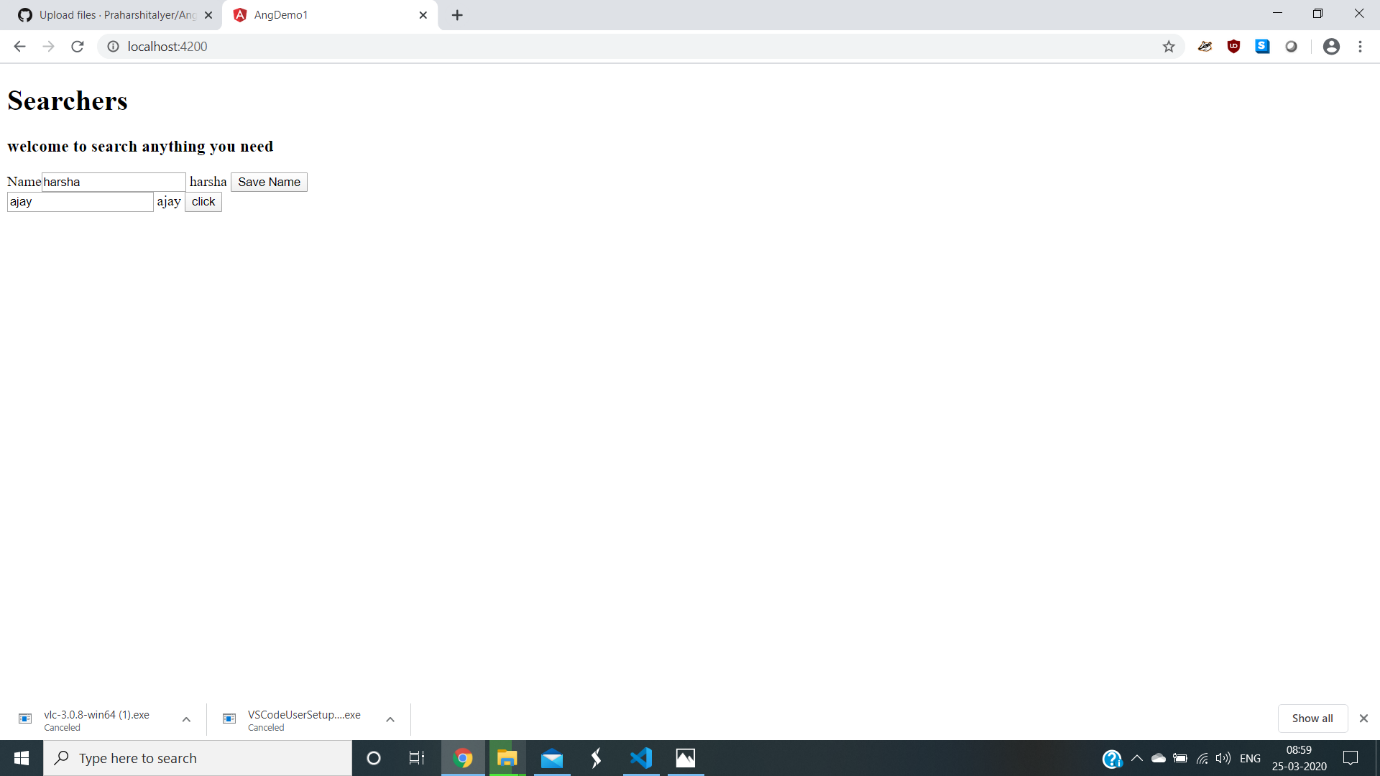 Upload files · PraharshitaIyer/Ang
AngDemo1
localhost:4200
Searchers
welcome to search anything you need
Name harsha harsha Save Name
ajay ajay click
vlc-3.0.8-win64 (1).exe
Canceled
VSCodeUserSetup....exe
Canceled
Show all
Type here to search
ENG
08:59
25-03-2020